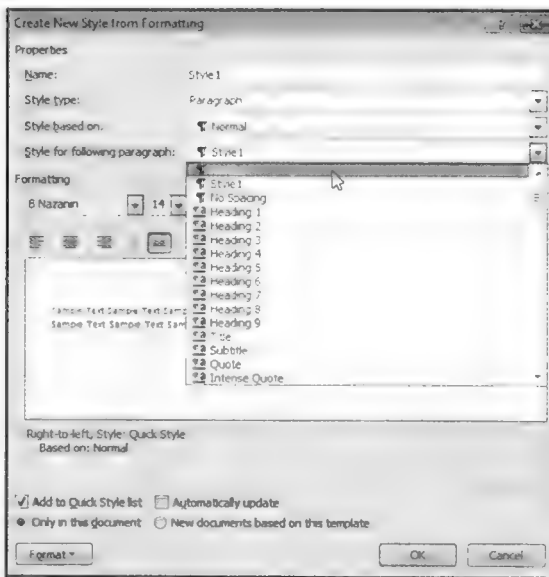 Create New Style from Formatting
Properties
Name: Style1
Style type: Paragraph
Style based on: ¶ Normal
Style for following paragraph: ¶ Style1
Formatting
B Nazanin 14
¶
¶ Style1
¶ No Spacing
¶a Heading 1
¶a Heading 2
¶a Heading 3
¶a Heading 4
¶a Heading 5
¶a Heading 6
¶a Heading 7
¶a Heading 8
¶a Heading 9
¶a Title
¶a Subtitle
¶a Quote
¶a Intense Quote
Sample Text Sample Text Sam
Sample Text Sample Text Sam
Right-to-left, Style: Quick Style
Based on: Normal
Add to Quick Style list Automatically update
Only in this document New documents based on this template
Format OK Cancel